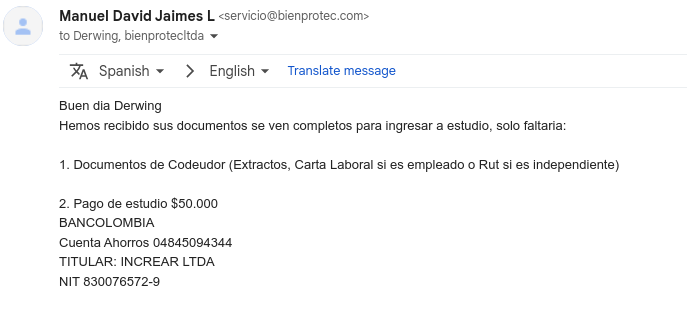 Manuel David Jaimes L <servicio@bienprotec.com>
to Derwing, bienprotecltda
Spanish > English Translate message
Buen dia Derwing
Hemos recibido sus documentos se ven completos para ingresar a estudio, solo faltaria:
1. Documentos de Codeudor (Extractos, Carta Laboral si es empleado o Rut si es independiente)
2. Pago de estudio $50.000
BANCOLOMBIA
Cuenta Ahorros 04845094344
TITULAR: INCREAR LTDA
NIT 830076572-9